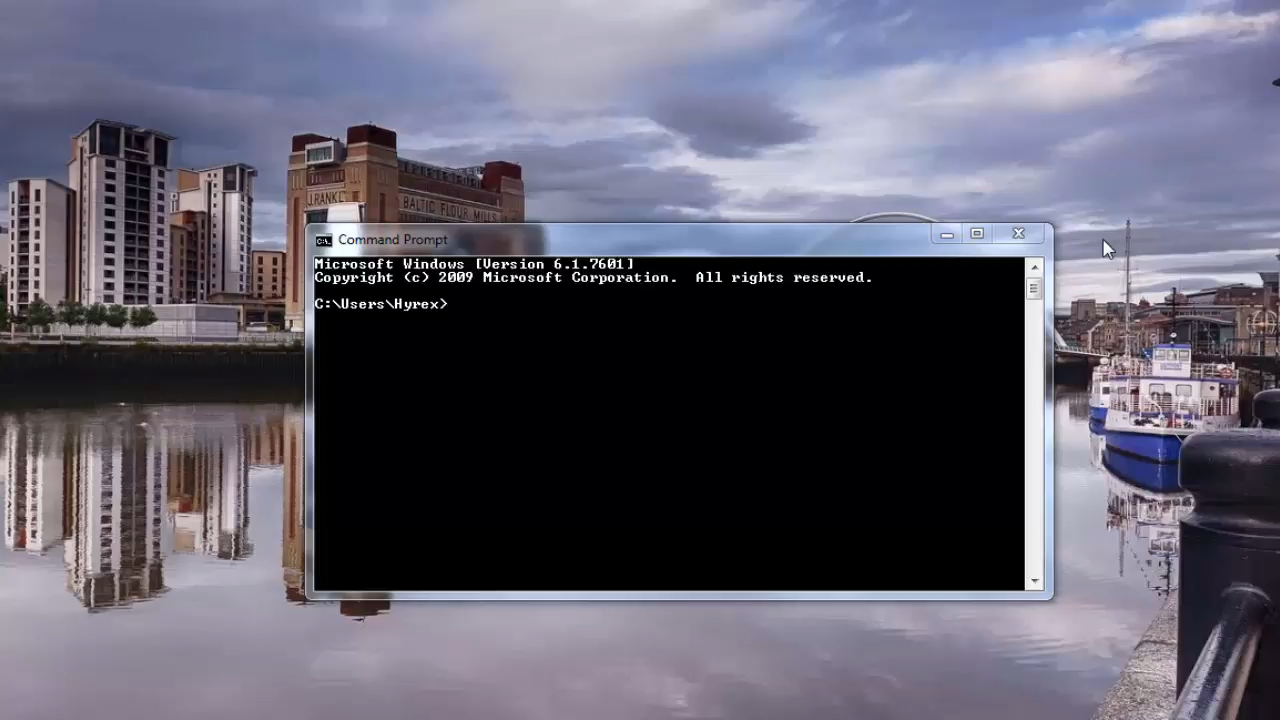 J.RANK
BALTIC FLOUR MILLS
Command Prompt
Microsoft Windows [Version 6.1.7601]
Copyright (c) 2009 Microsoft Corporation.  All rights reserved.
C:\Users\Hyrex>